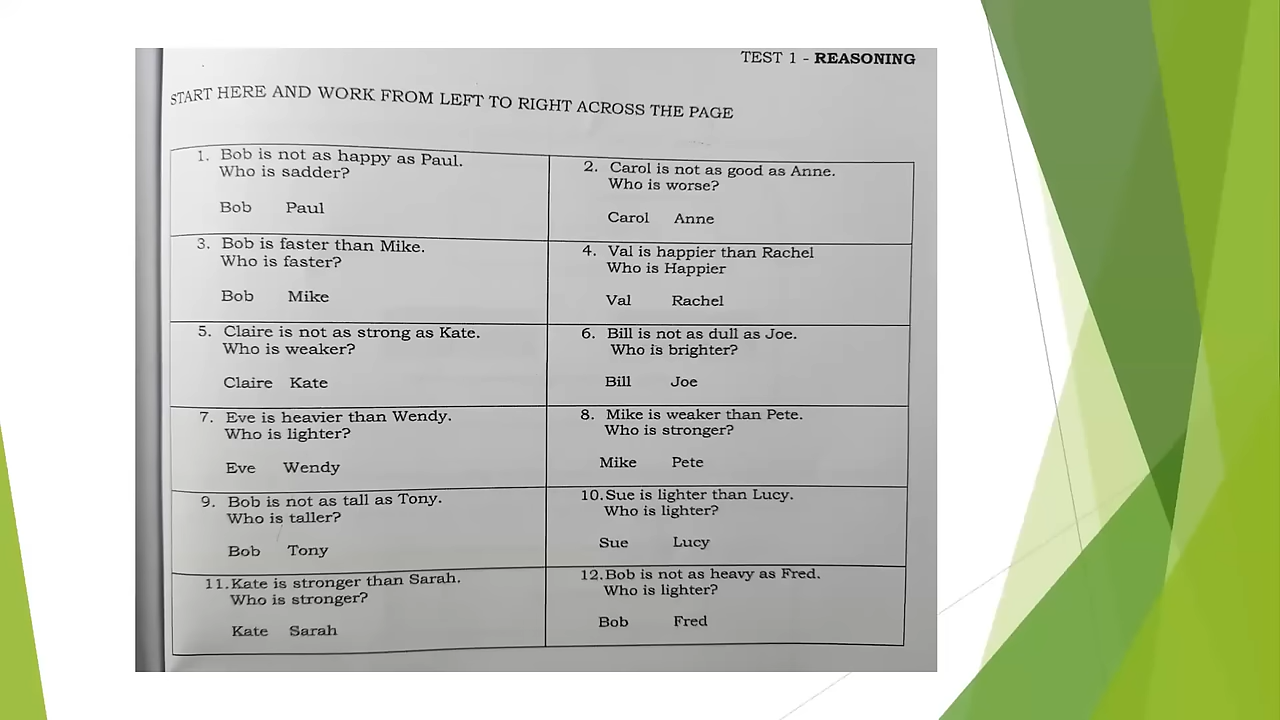 TEST 1 - REASONING
START HERE AND WORK FROM LEFT TO RIGHT ACROSS THE PAGE
1. Bob is not as happy as Paul.
Who is sadder?
Bob Paul
2. Carol is not as good as Anne.
Who is worse?
Carol Anne
3. Bob is faster than Mike.
Who is faster?
Bob Mike
4. Val is happier than Rachel
Who is Happier
Val Rachel
5. Claire is not as strong as Kate.
Who is weaker?
Claire Kate
6. Bill is not as dull as Joe.
Who is brighter?
Bill Joe
7. Eve is heavier than Wendy.
Who is lighter?
Eve Wendy
8. Mike is weaker than Pete.
Who is stronger?
Mike Pete
9. Bob is not as tall as Tony.
Who is taller?
Bob Tony
10. Sue is lighter than Lucy.
Who is lighter?
Sue Lucy
11. Kate is stronger than Sarah.
Who is stronger?
Kate Sarah
12. Bob is not as heavy as Fred.
Who is lighter?
Bob Fred